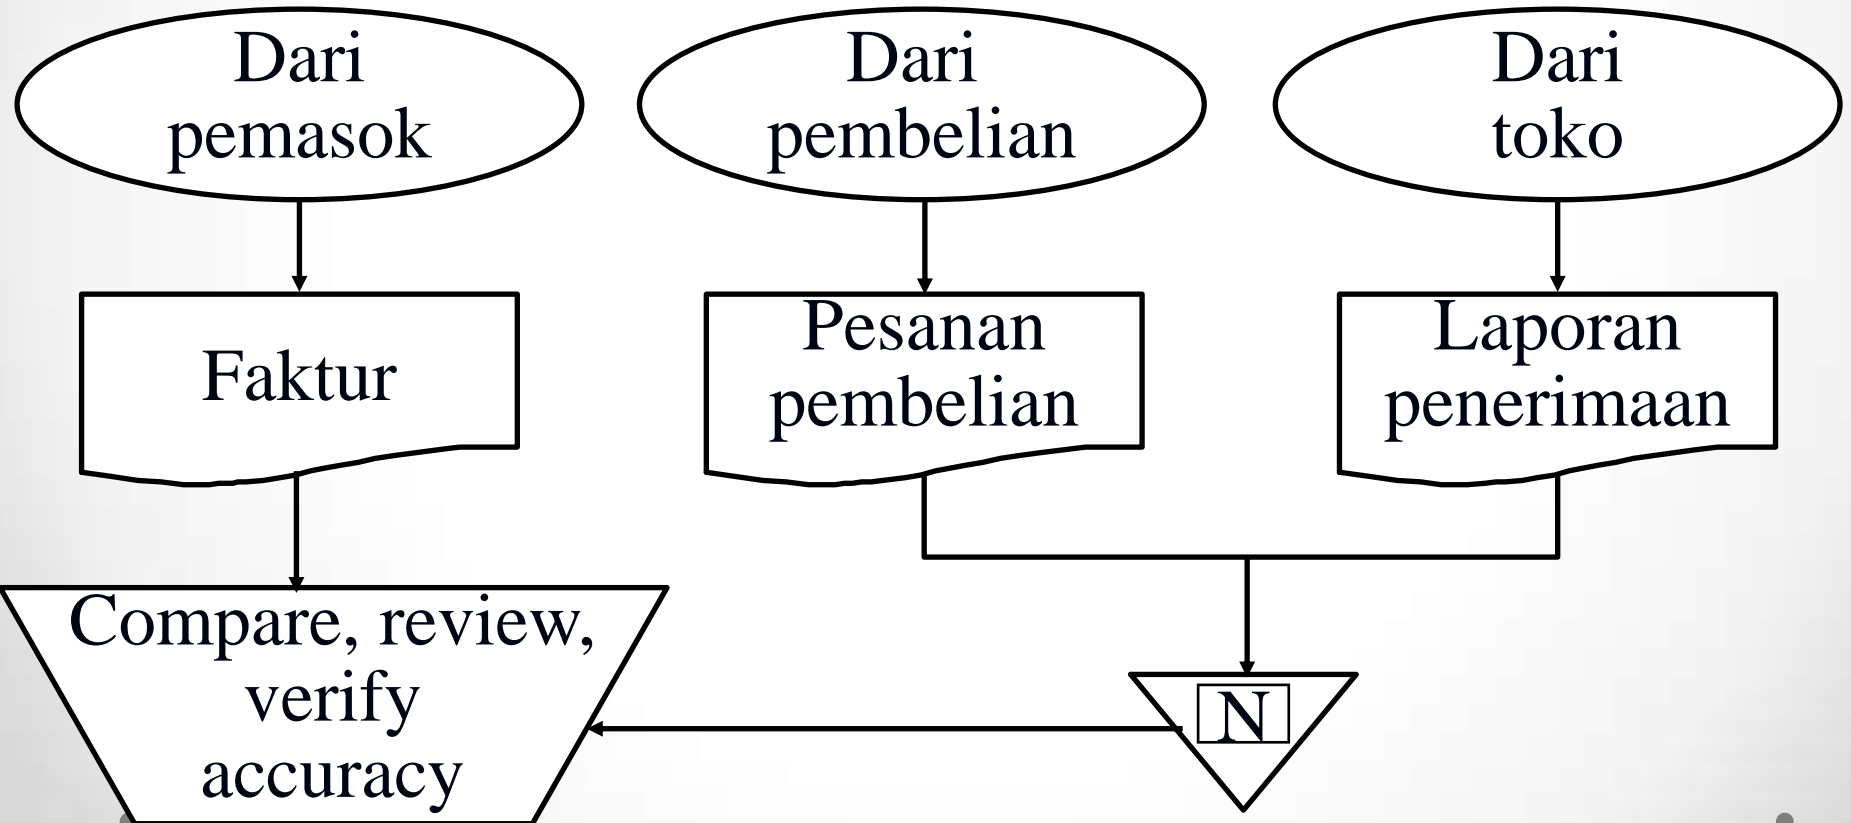 Dari
pemasok
Dari
pembelian
Dari
toko
Faktur
Pesanan
pembelian
Laporan
penerimaan
Compare, review,
verify
accuracy
N